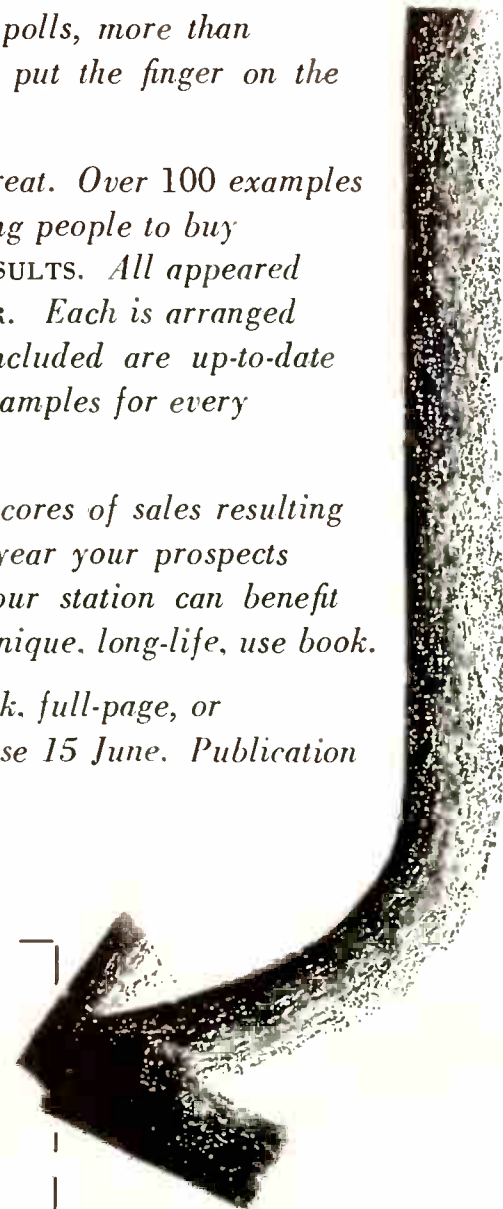 polls, more than
put the finger on the
reat. Over 100 examples
ng people to buy
SULTS. All appeared
R. Each is arranged
ncluded are up-to-date
amples for every
cores of sales resulting
year your prospects
our station can benefit
nique, long-life, use book.
k, full-page, or
se 15 June. Publication